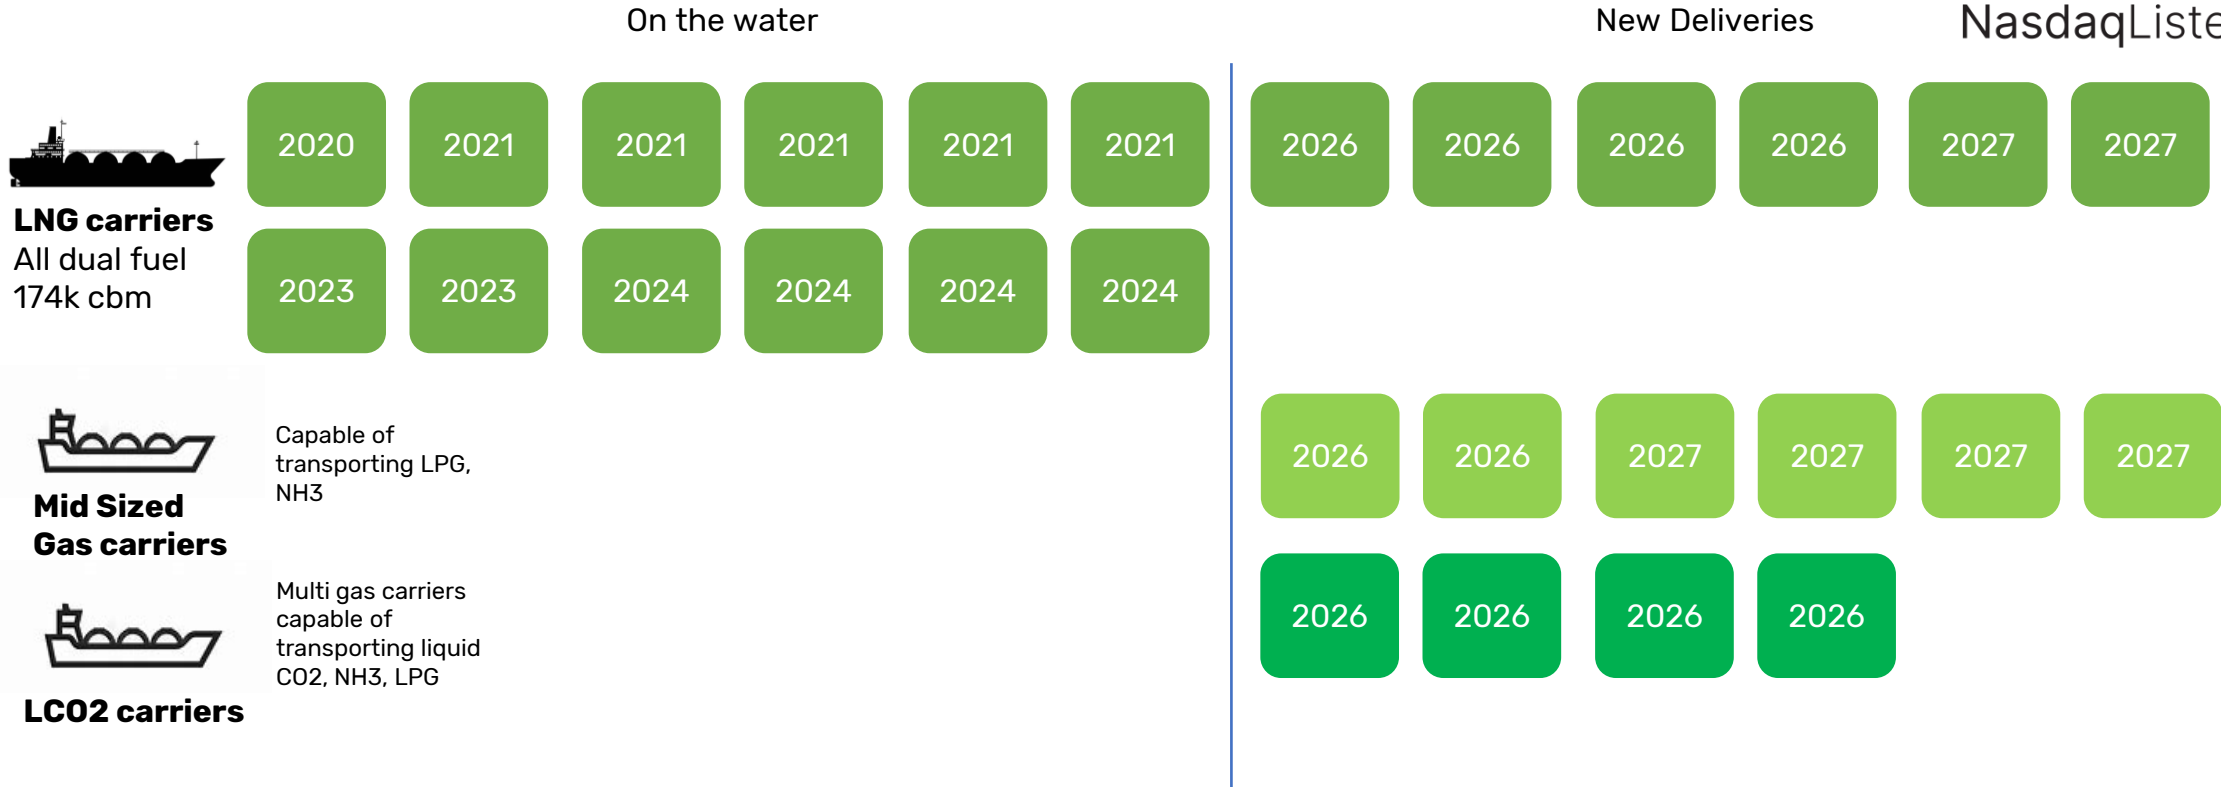 On the water
New Deliveries
NasdaqListe
2020 2021 2021 2021 2021 2021 2026 2026 2026 2026 2027 2027
LNG carriers
All dual fuel
174k cbm
2023 2023 2024 2024 2024 2024
Capable of
transporting LPG,
NH3
2026 2026 2027 2027 2027 2027
Mid Sized
Gas carriers
Multi gas carriers
capable of
transporting liquid
CO2, NH3, LPG
2026 2026 2026 2026
LCO2 carriers